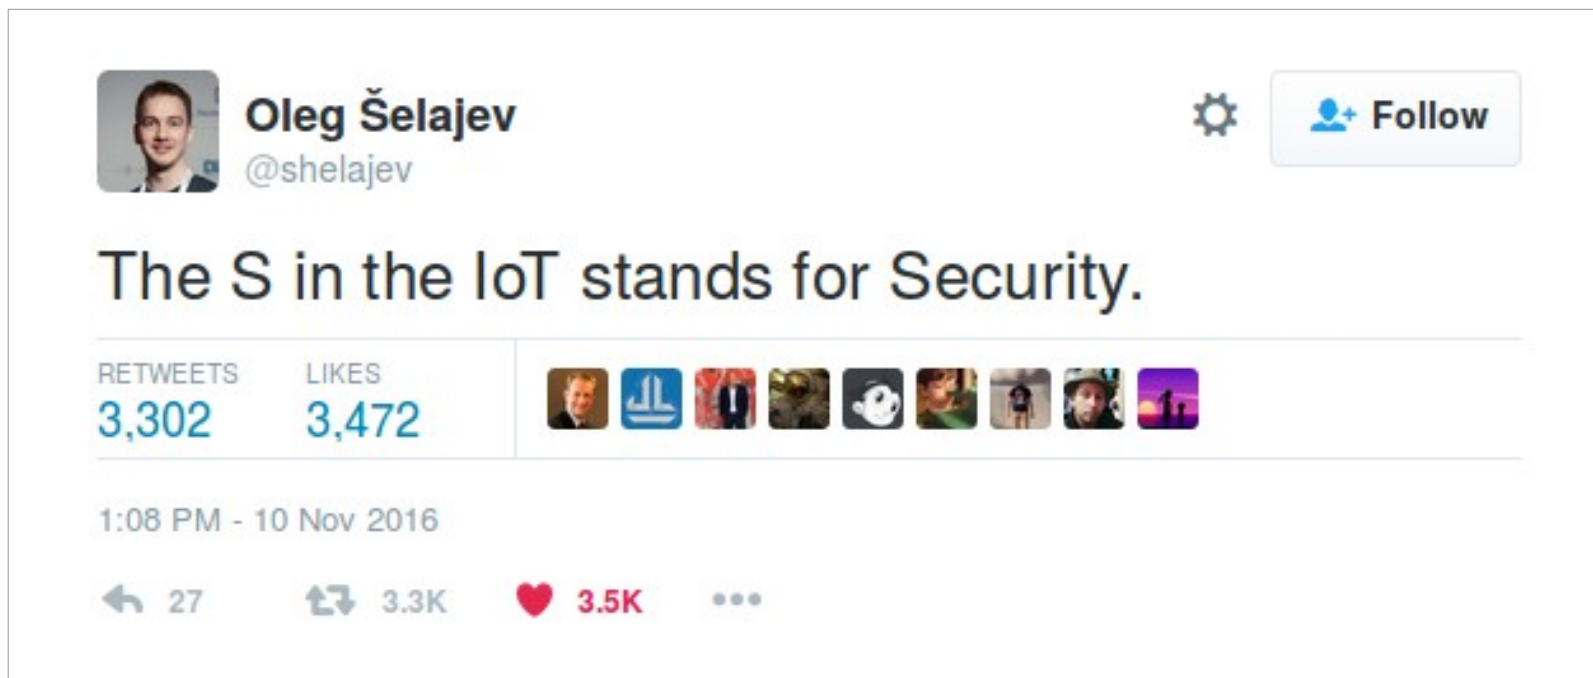 Oleg Šelajev
@shelajev
Follow
The S in the IoT stands for Security.
RETWEETS LIKES
3,302 3,472
1:08 PM - 10 Nov 2016
27 3.3K 3.5K